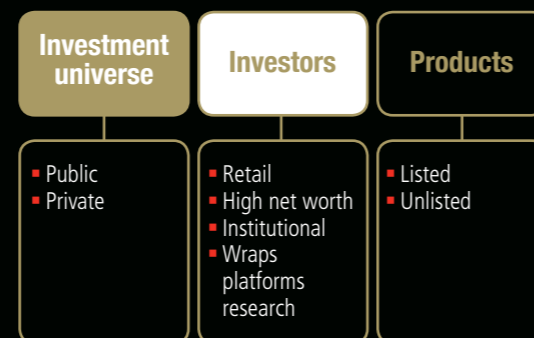 Investment
universe
Investors
Products
Public
Private
Retail
High net worth
Institutional
Wraps
platforms
research
Listed
Unlisted